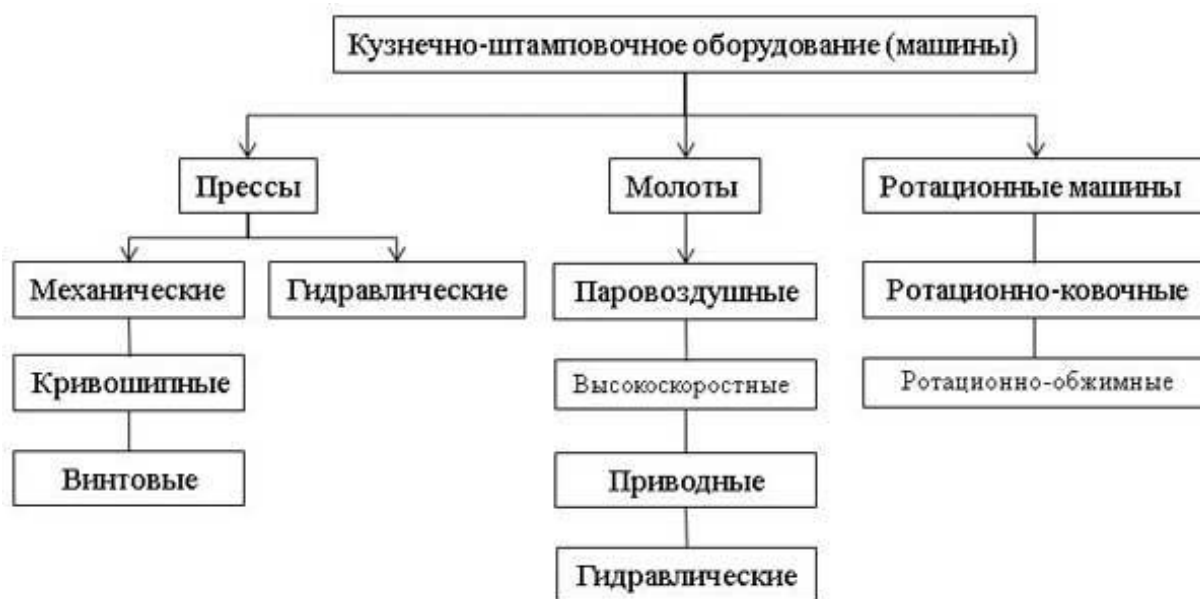 Кузнечно-штамповочное оборудование (машины)
Прессы
Молоты
Ротационные машины
Механические
Гидравлические
Паровоздушные
Ротационно-ковочные
Кривошипные
Высокоскоростные
Ротационно-обжимные
Винтовые
Приводные
Гидравлические